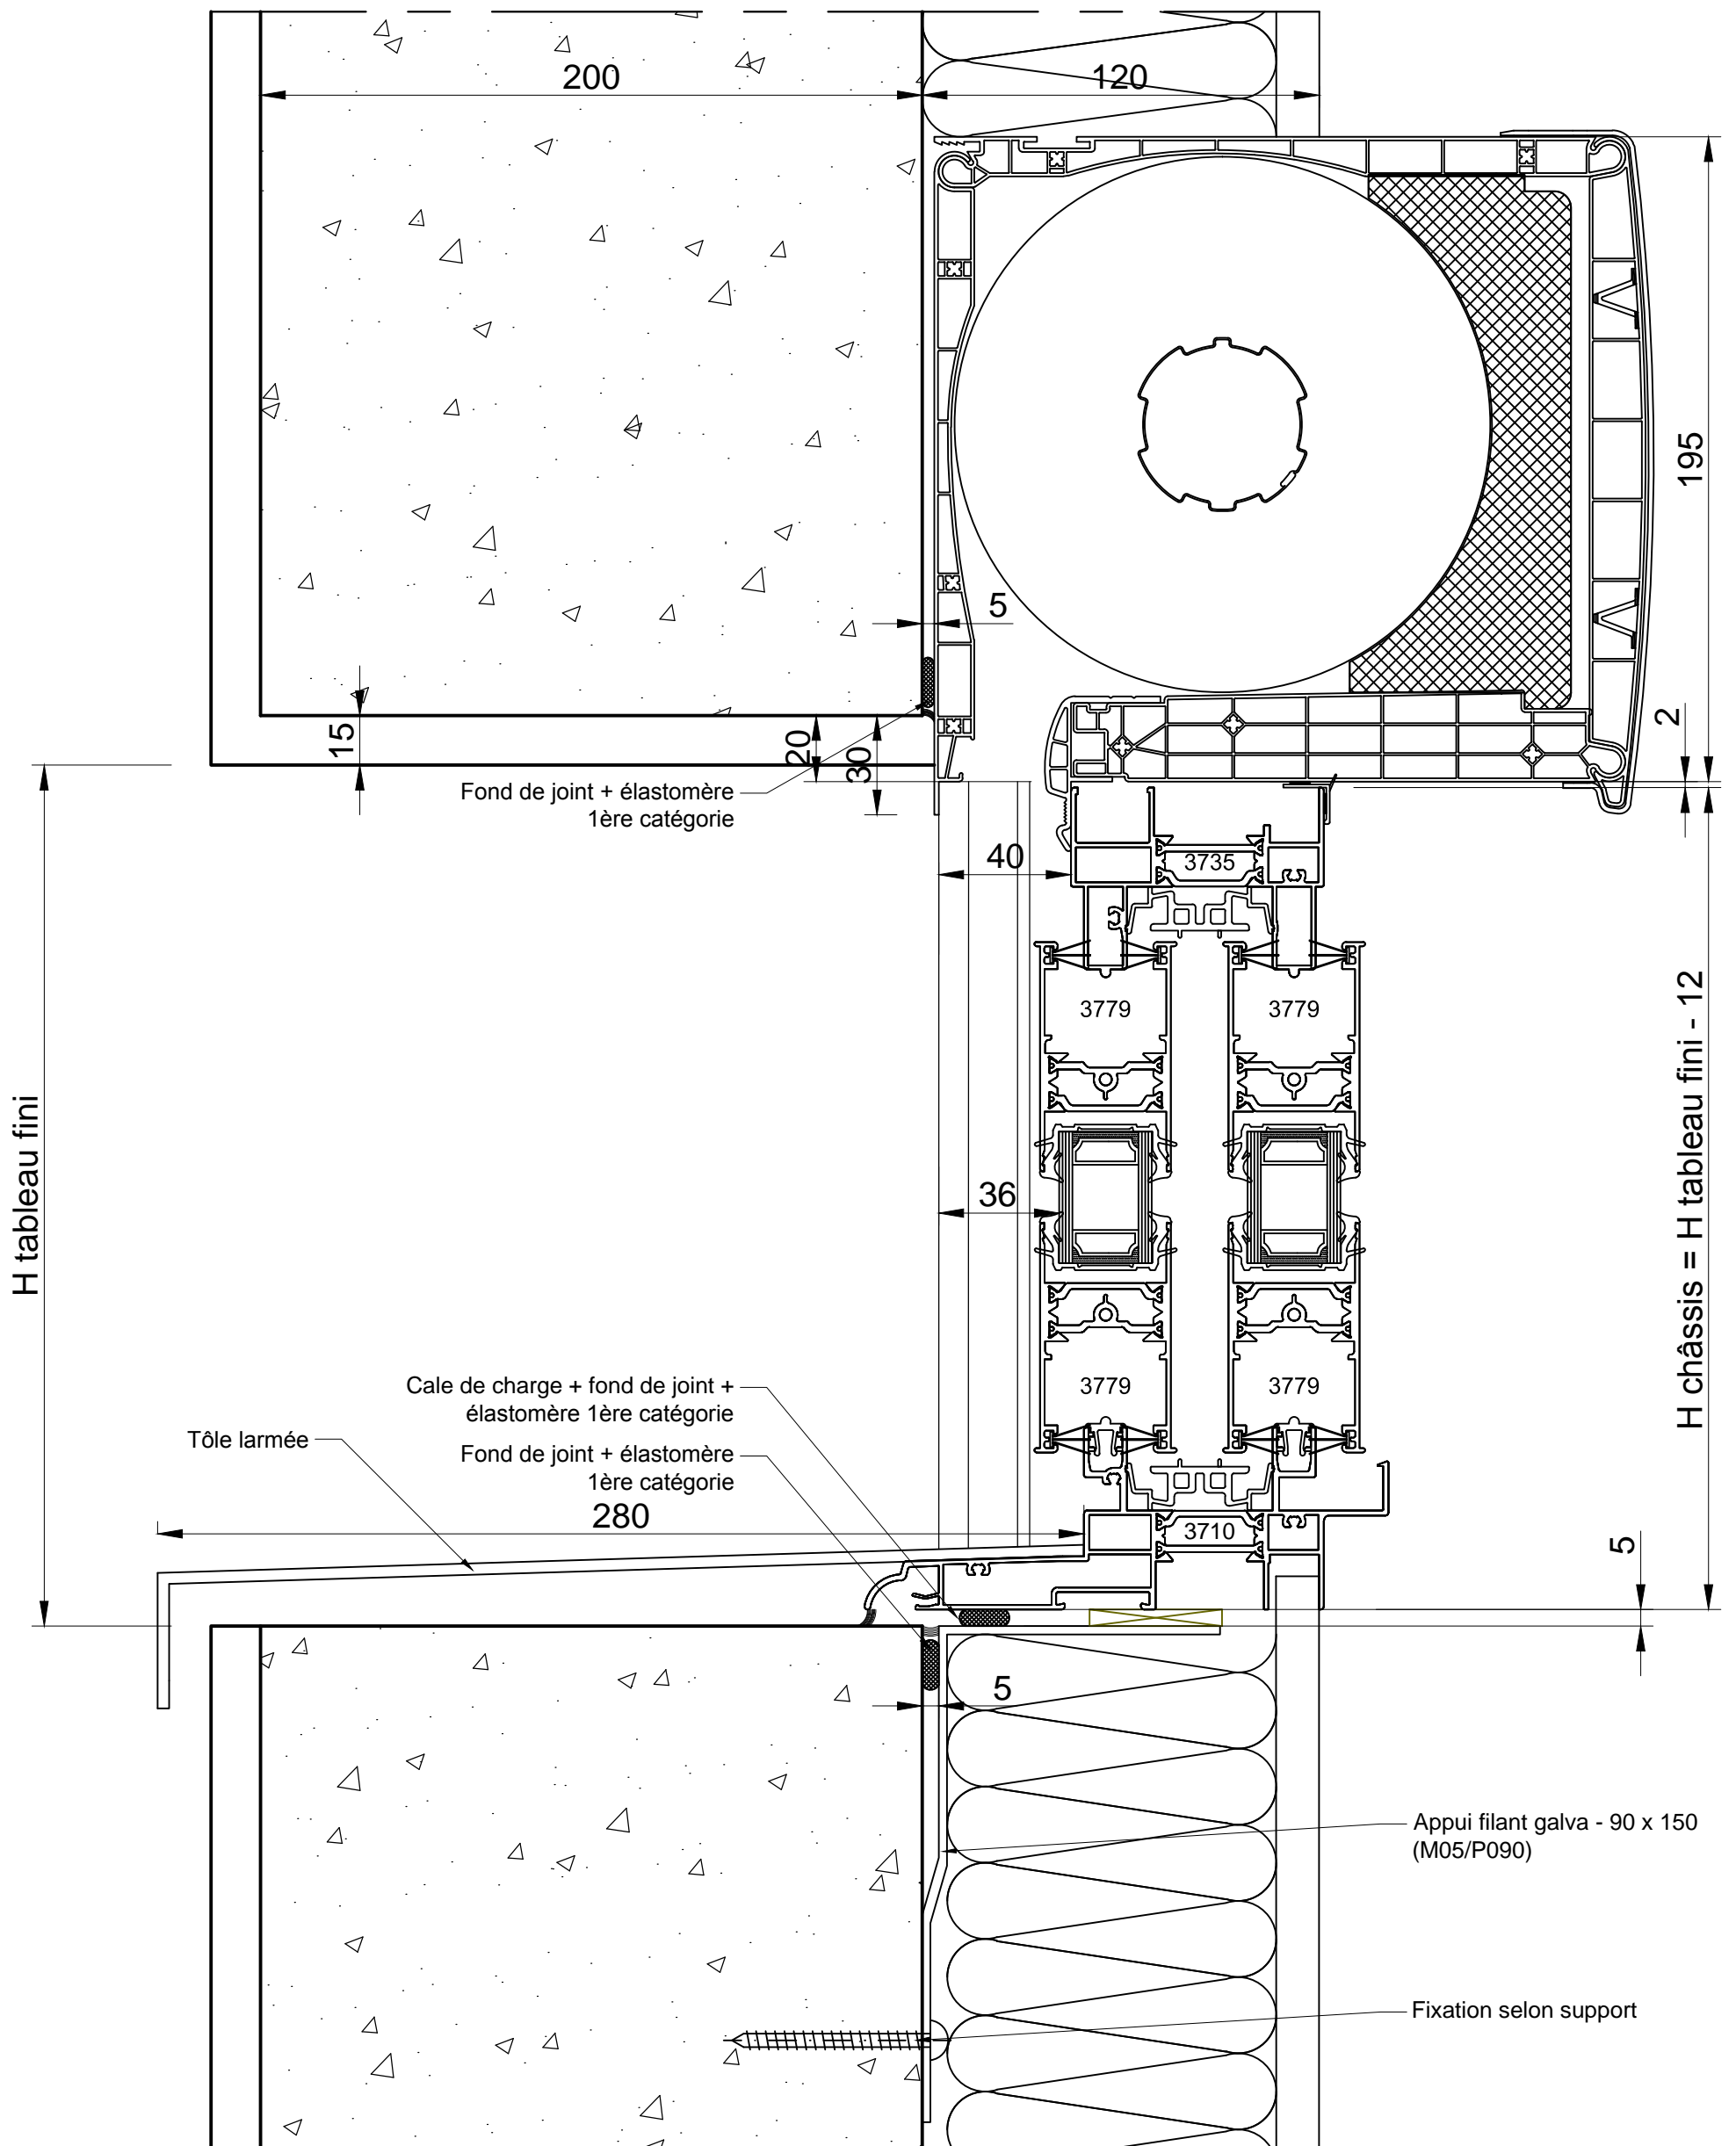 200
120
195
5
15
20
30
2
Fond de joint + élastomère
1ère catégorie
40
3735
3779
3779
H tableau fini
H châssis = H tableau fini - 12
36
Cale de charge + fond de joint +
élastomère 1ère catégorie
3779
3779
Tôle larmée
Fond de joint + élastomère
1ère catégorie
280
3710
5
5
Appui filant galva - 90 x 150
(M05/P090)
Fixation selon support